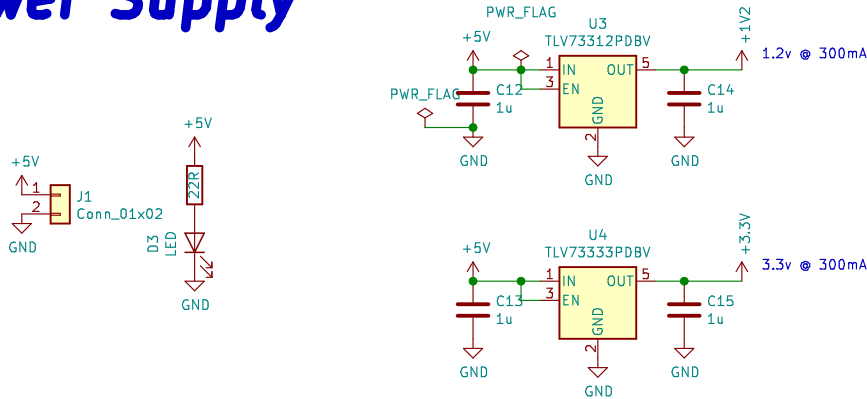 Supply
PWR_FLAG
U3
TLV73312PDBV
+5V
+1V2
1.2v @ 300mA
1 IN OUT 5
3 EN
GND
2
PWR_FLAG
C12
1u
C14
1u
GND
GND
GND
+5V
22R
D3
LED
GND
+5V
1
2
J1
Conn_01x02
GND
U4
TLV73333PDBV
+5V
+3.3V
3.3v @ 300mA
1 IN OUT 5
3 EN
GND
2
C13
1u
C15
1u
GND
GND
GND